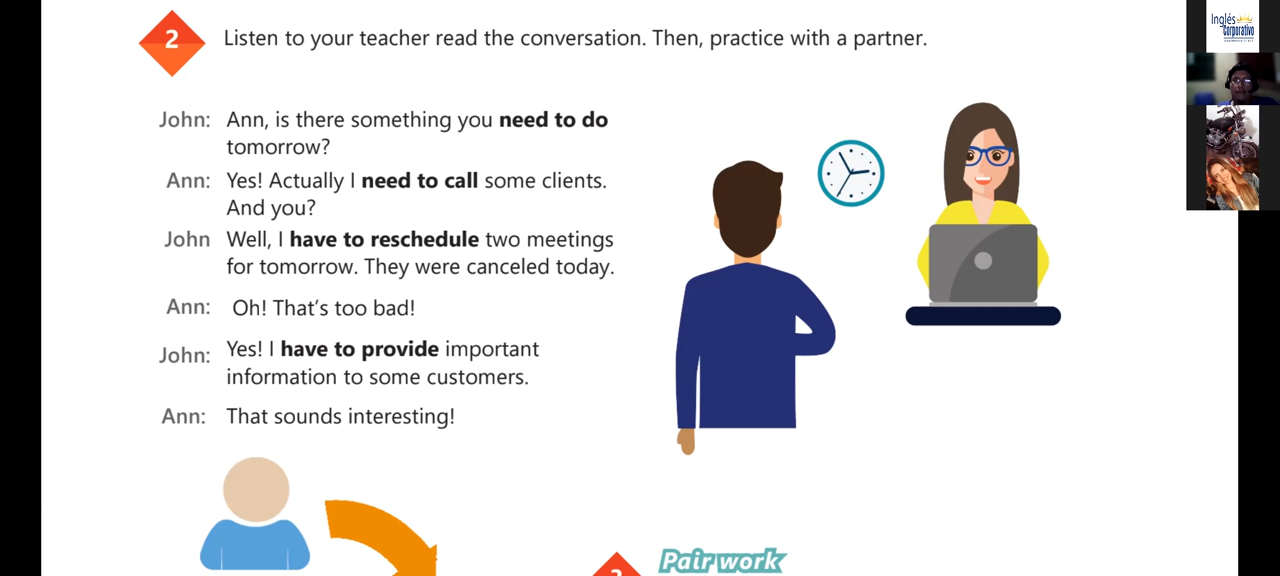 2 Listen to your teacher read the conversation. Then, practice with a partner.
John: Ann, is there something you need to do
tomorrow?
Ann: Yes! Actually I need to call some clients.
And you?
John Well, I have to reschedule two meetings
for tomorrow. They were canceled today.
Ann: Oh! That's too bad!
John: Yes! I have to provide important
information to some customers.
Ann: That sounds interesting!
Pair work
Inglés
Corporativo